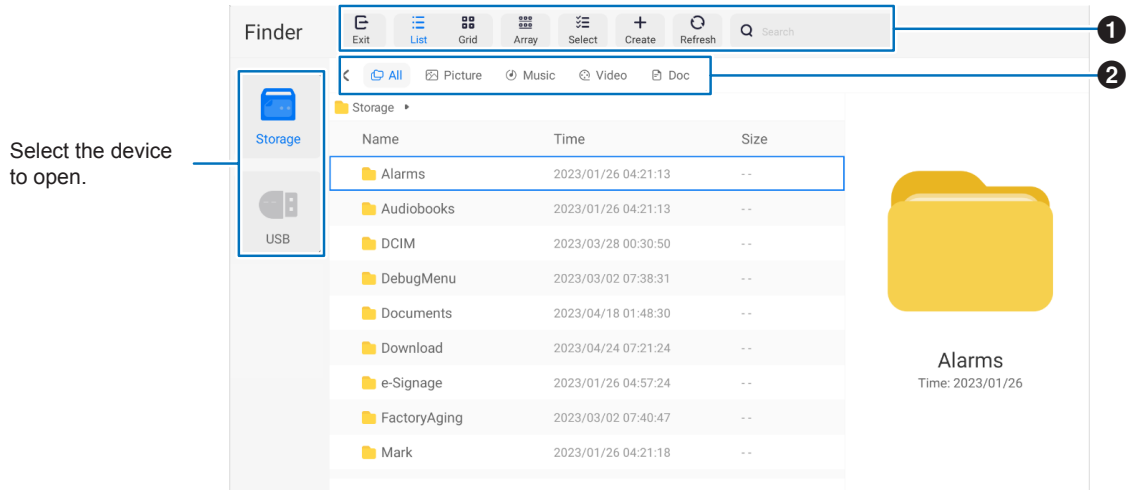 Finder
Exit List Grid Array Select Create Refresh Search
1
All Picture Music Video Doc
2
Select the device
to open.
Storage
USB
Storage
Name Time Size
Alarms 2023/01/26 04:21:13 - -
Audiobooks 2023/01/26 04:21:13 - -
DCIM 2023/03/28 00:30:50 - -
DebugMenu 2023/03/02 07:38:31 - -
Documents 2023/04/18 01:48:30 - -
Download 2023/04/24 07:21:24 - -
e-Signage 2023/01/26 04:57:24 - -
FactoryAging 2023/03/02 07:40:47 - -
Mark 2023/01/26 04:21:18 - -
Alarms
Time: 2023/01/26